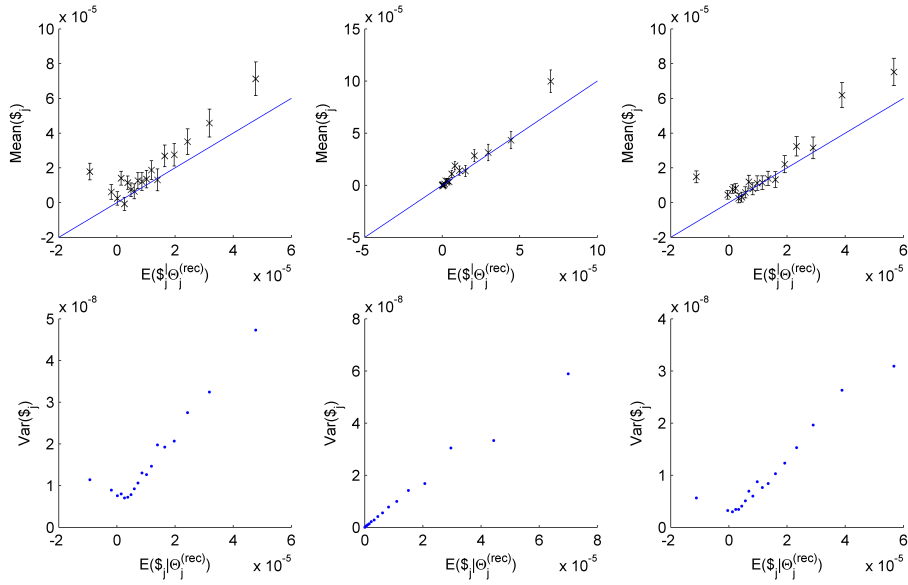 x 10^-5
10
8
6
4
2
0
-2
Mean($_j)
-2 0 2 4 6
E($_j|Θ_j^(rec)) x 10^-5
x 10^-5
15
10
5
0
-5
Mean($_j)
-5 0 5 10
E($_j|Θ_j^(rec)) x 10^-5
x 10^-5
10
8
6
4
2
0
-2
Mean($_j)
-2 0 2 4 6
E($_j|Θ_j^(rec)) x 10^-5
x 10^-8
5
4
3
2
1
0
Var($_j)
-2 0 2 4 6
E($_j|Θ_j^(rec)) x 10^-5
x 10^-8
8
6
4
2
0
Var($_j)
0 2 4 6 8
E($_j|Θ_j^(rec)) x 10^-5
x 10^-8
4
3
2
1
0
Var($_j)
-2 0 2 4 6
E($_j|Θ_j^(rec)) x 10^-5